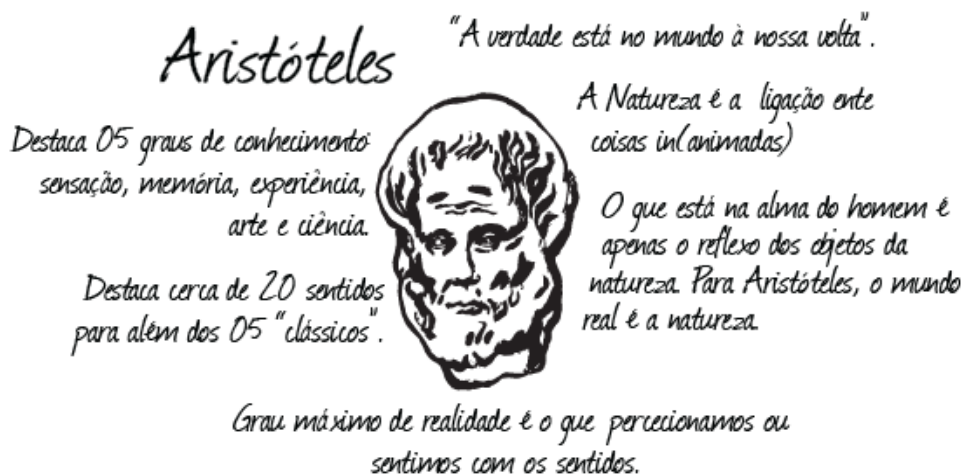 Aristóteles
"A verdade está no mundo à nossa volta".
Destaca 05 graus de conhecimento:
sensação, memória, experiência,
arte e ciência.
Destaca cerca de 20 sentidos
para além dos 05 "clássicos".
A Natureza é a ligação ente
coisas in(animadas)
O que está na alma do homem é
apenas o reflexo dos objetos da
natureza. Para Aristóteles, o mundo
real é a natureza.
Grau máximo de realidade é o que percecionamos ou
sentimos com os sentidos.